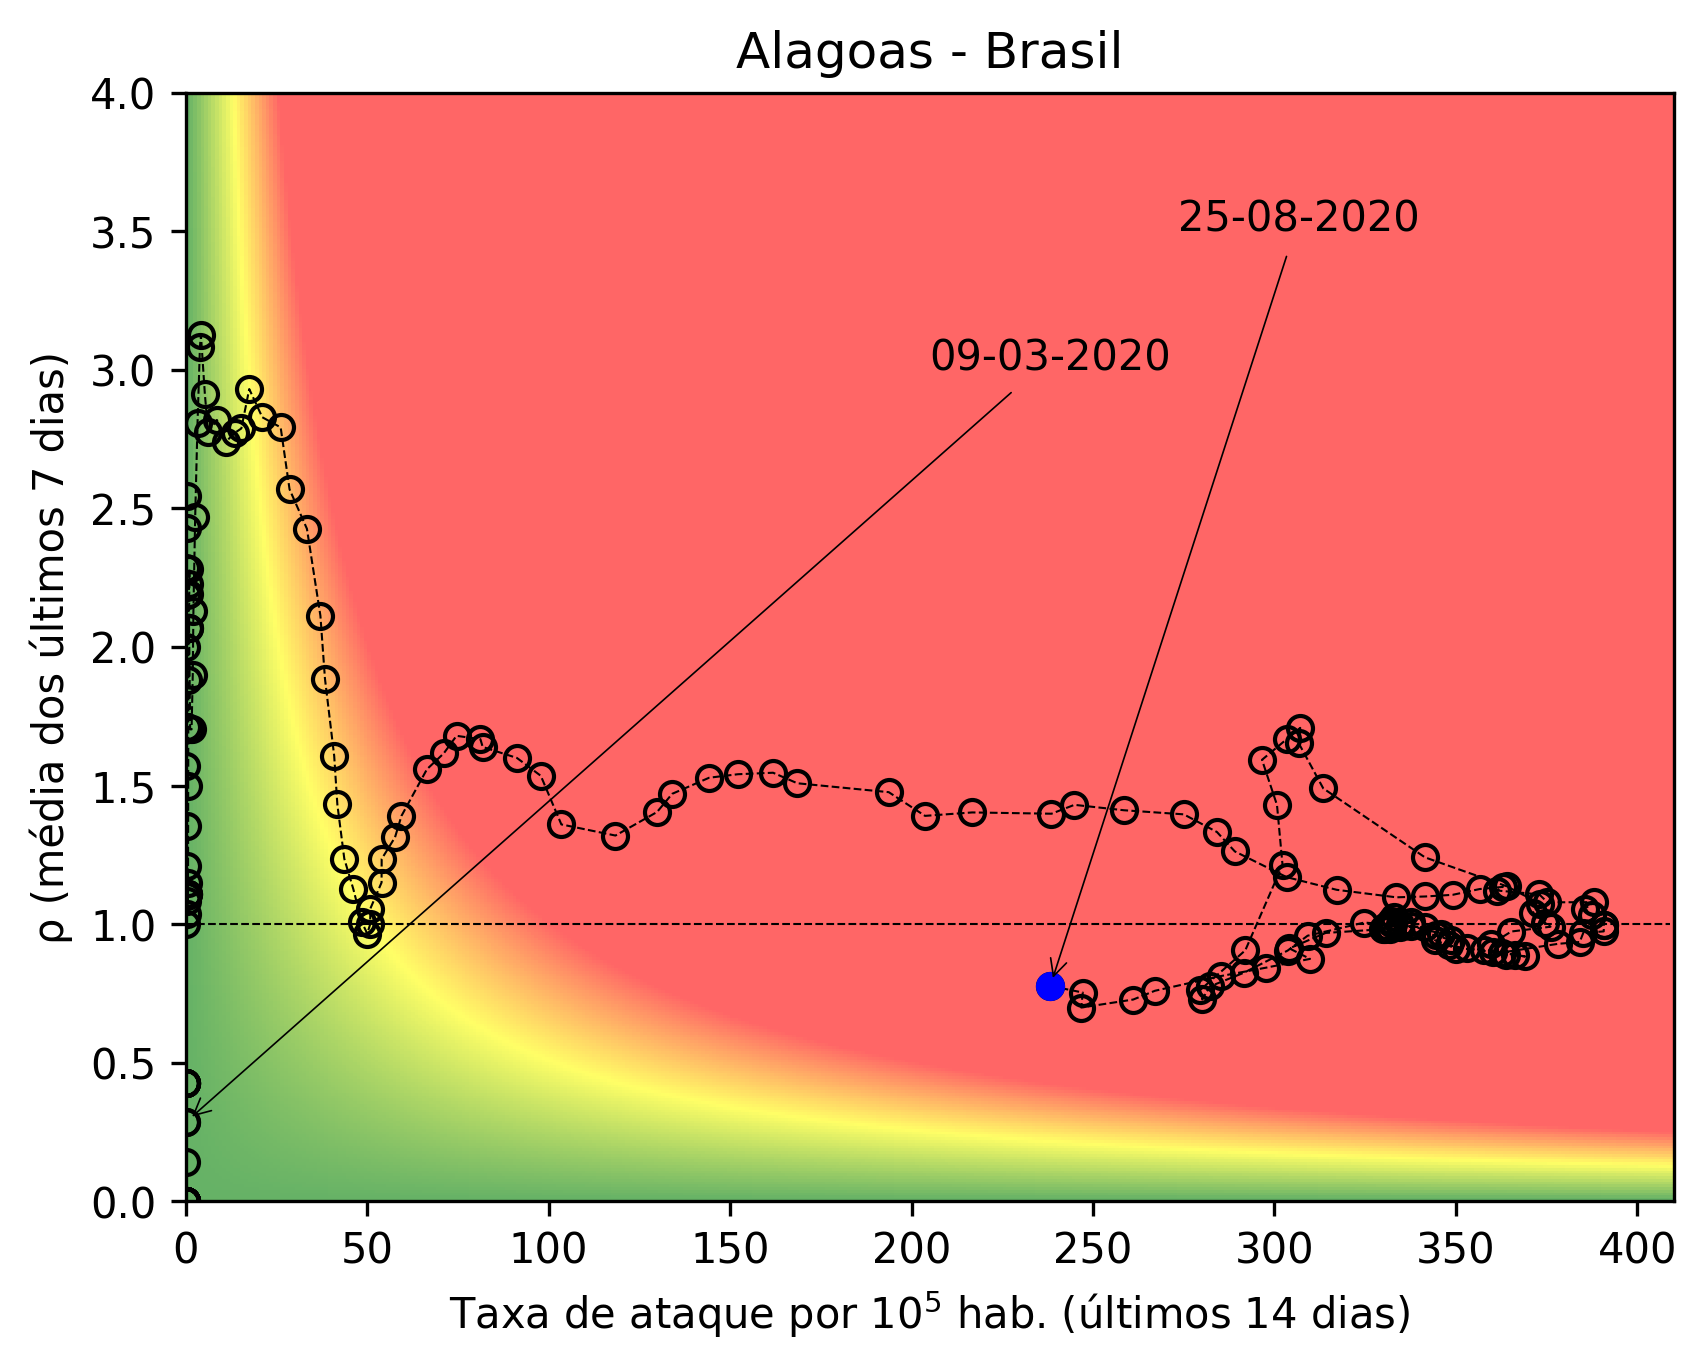 Alagoas - Brasil
4.0
3.5
3.0
2.5
2.0
1.5
1.0
0.5
0.0
ρ (média dos últimos 7 dias)
25-08-2020
09-03-2020
0 50 100 150 200 250 300 350 400
Taxa de ataque por 10⁵ hab. (últimos 14 dias)